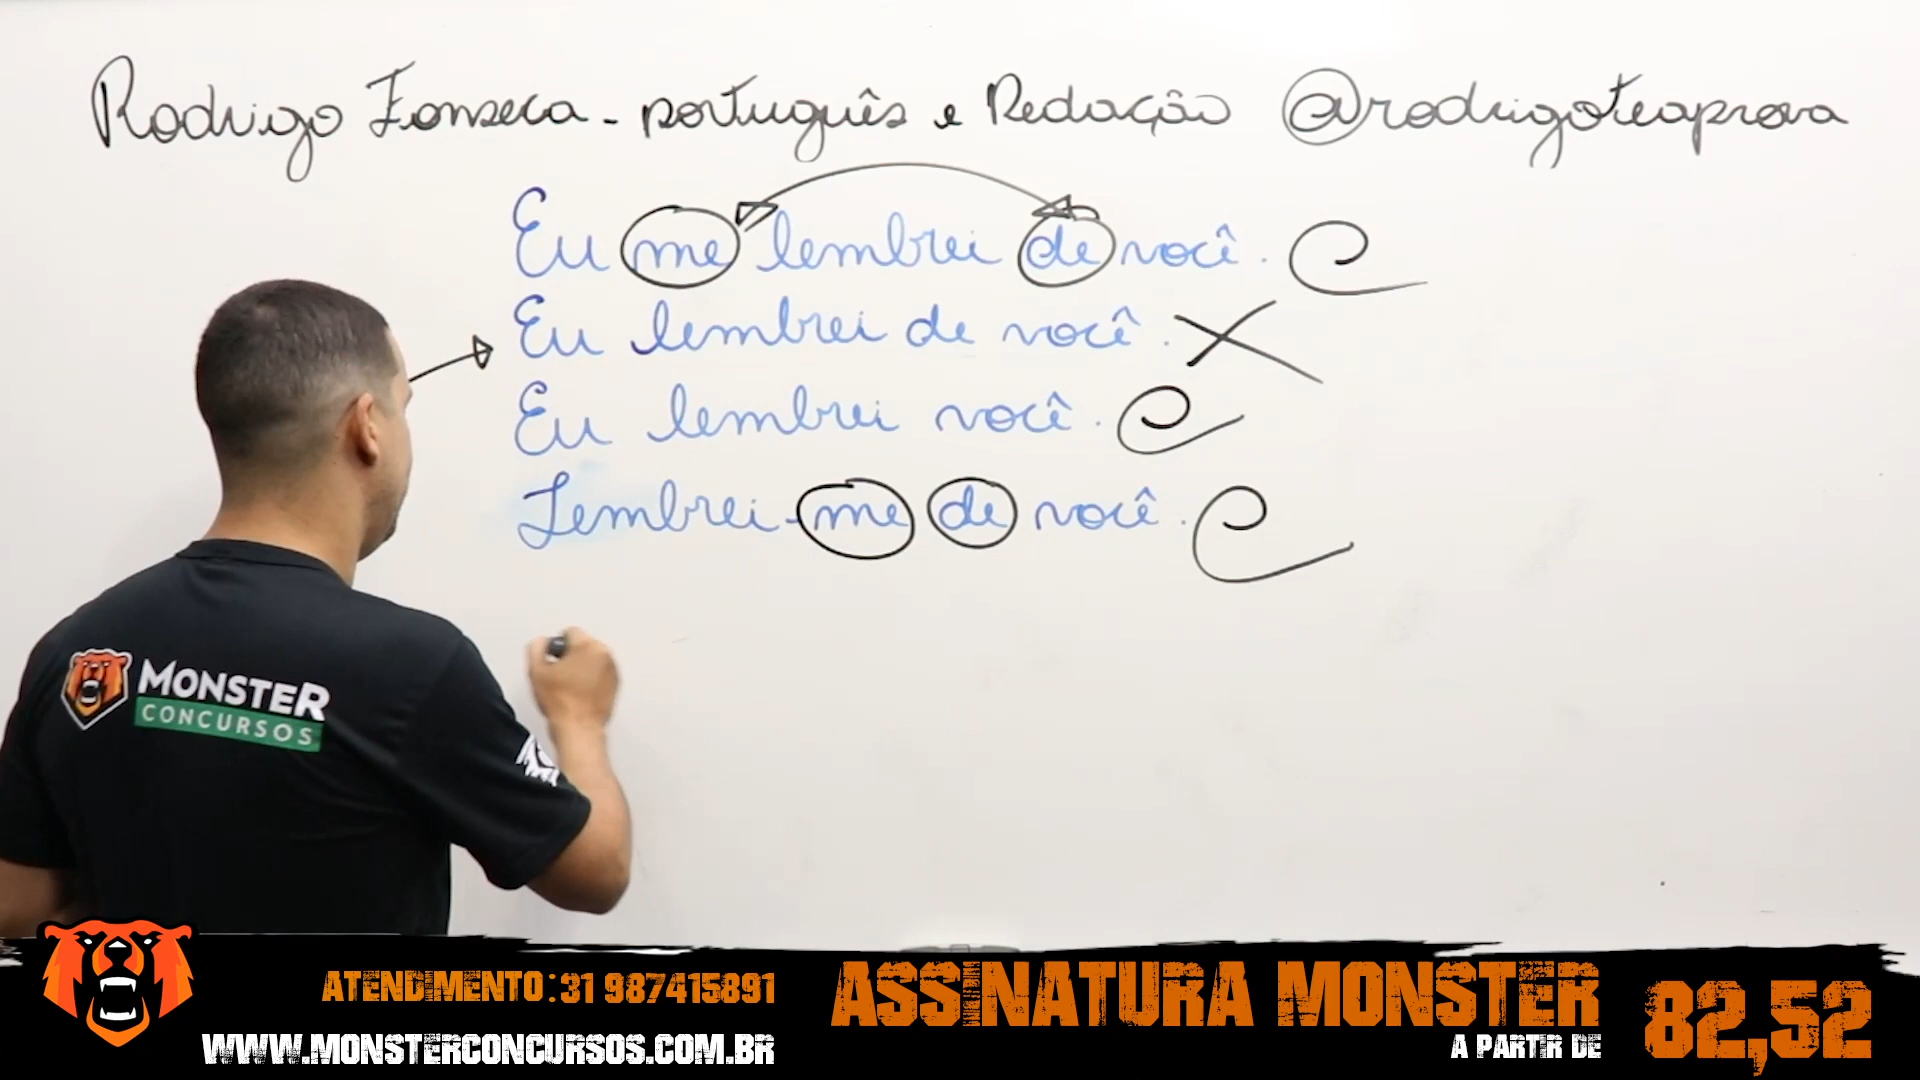 Rodrigo Fonseca - português e Redação @rodrigoteaprova
Eu me lembrei de você. C
Eu lembrei de você. X
Eu lembrei você. C
Lembrei-me de você. C
MONSTER
CONCURSOS
ATENDIMENTO: 31 987415891
WWW.MONSTERCONCURSOS.COM.BR
ASSINATURA MONSTER
A PARTIR DE
82,52